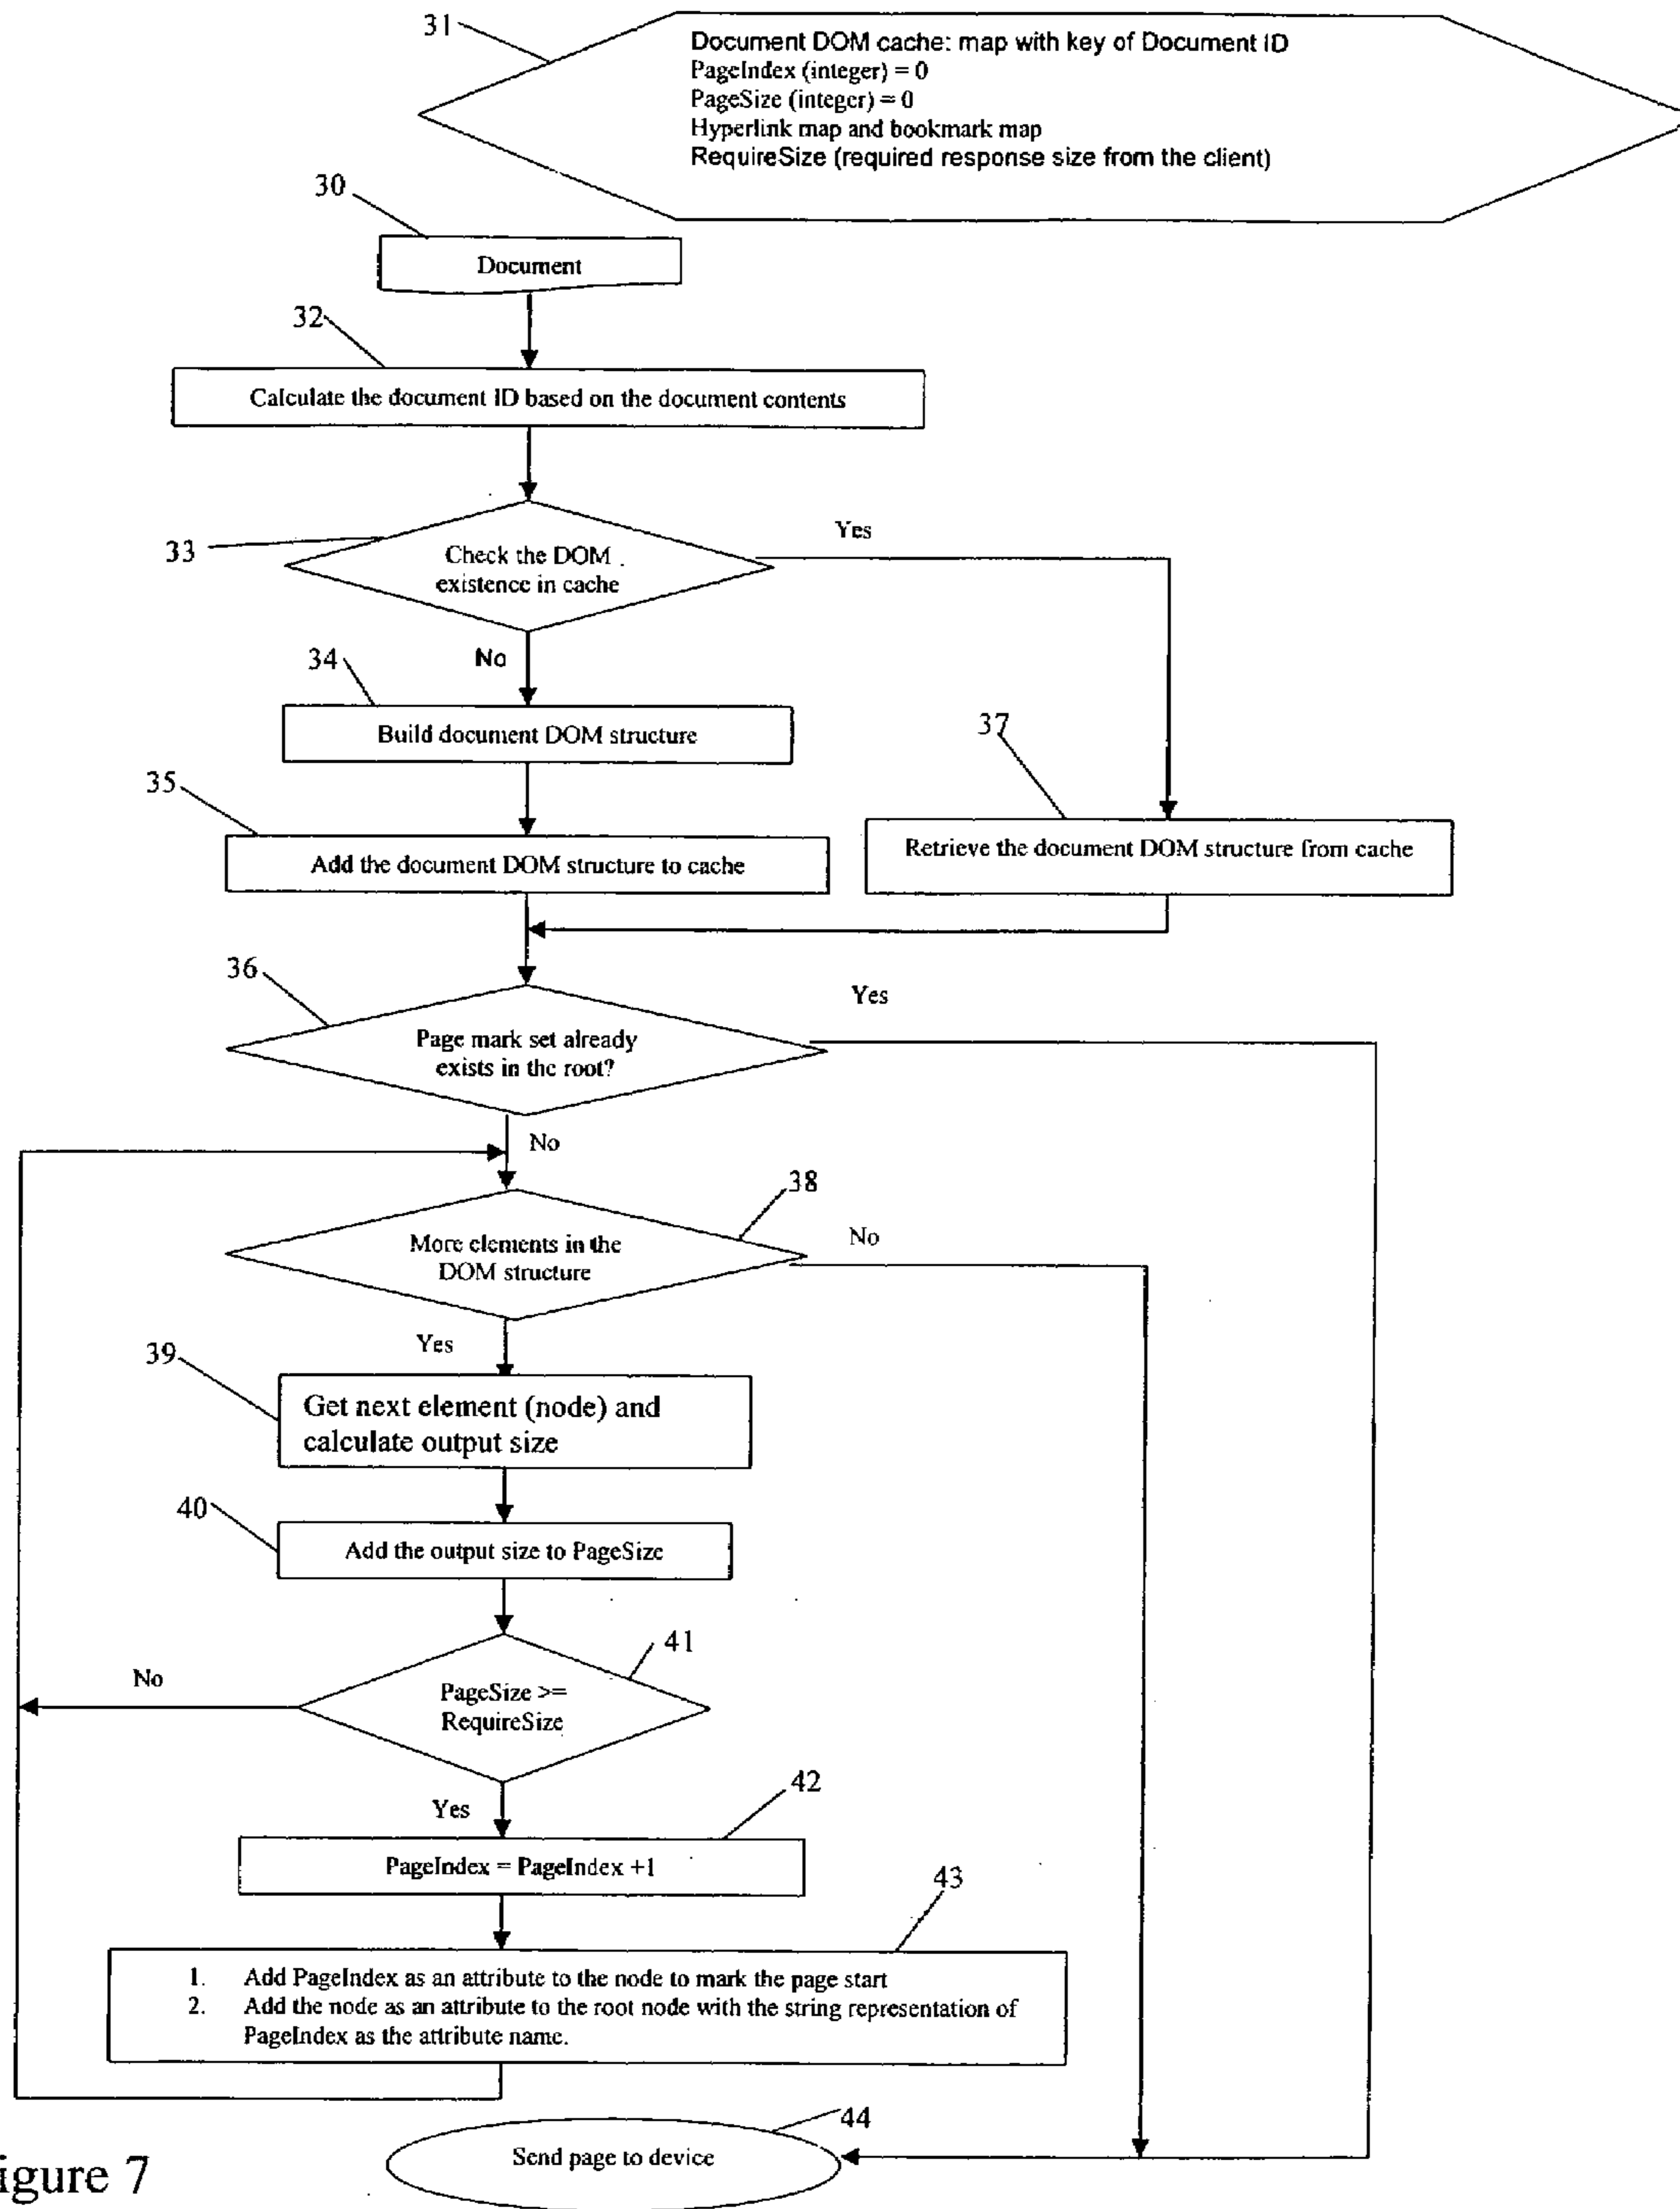 31
Document DOM cache: map with key of Document ID
PageIndex (integer) = 0
PageSize (integer) = 0
Hyperlink map and bookmark map
RequireSize (required response size from the client)
30
Document
32
Calculate the document ID based on the document contents
33
Check the DOM
existence in cache
Yes
No
34
Build document DOM structure
37
35
Add the document DOM structure to cache
Retrieve the document DOM structure from cache
36
Page mark set already
exists in the root?
Yes
No
38
More elements in the
DOM structure
No
Yes
39
Get next element (node) and
calculate output size
40
Add the output size to PageSize
41
PageSize >=
RequireSize
No
Yes
42
PageIndex = PageIndex +1
43
1. Add PageIndex as an attribute to the node to mark the page start
2. Add the node as an attribute to the root node with the string representation of
PageIndex as the attribute name.
44
Send page to device
igure 7